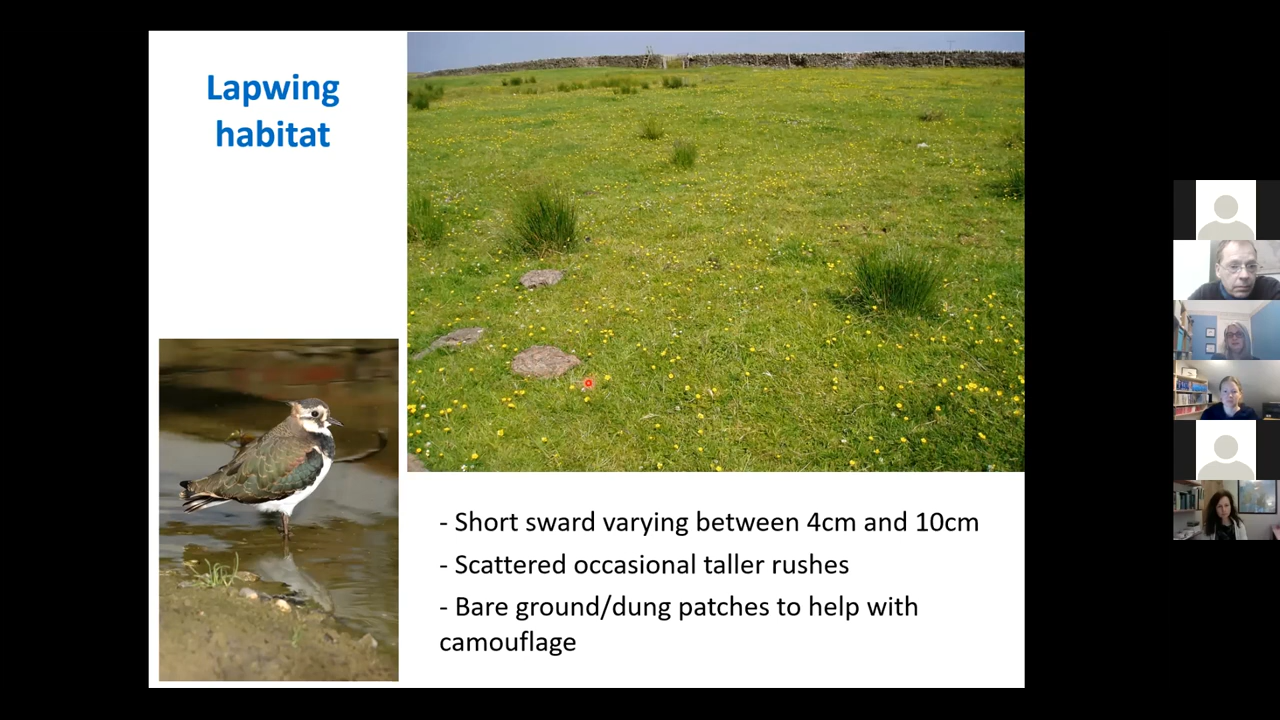 Lapwing
habitat
- Short sward varying between 4cm and 10cm
- Scattered occasional taller rushes
- Bare ground/dung patches to help with
camouflage